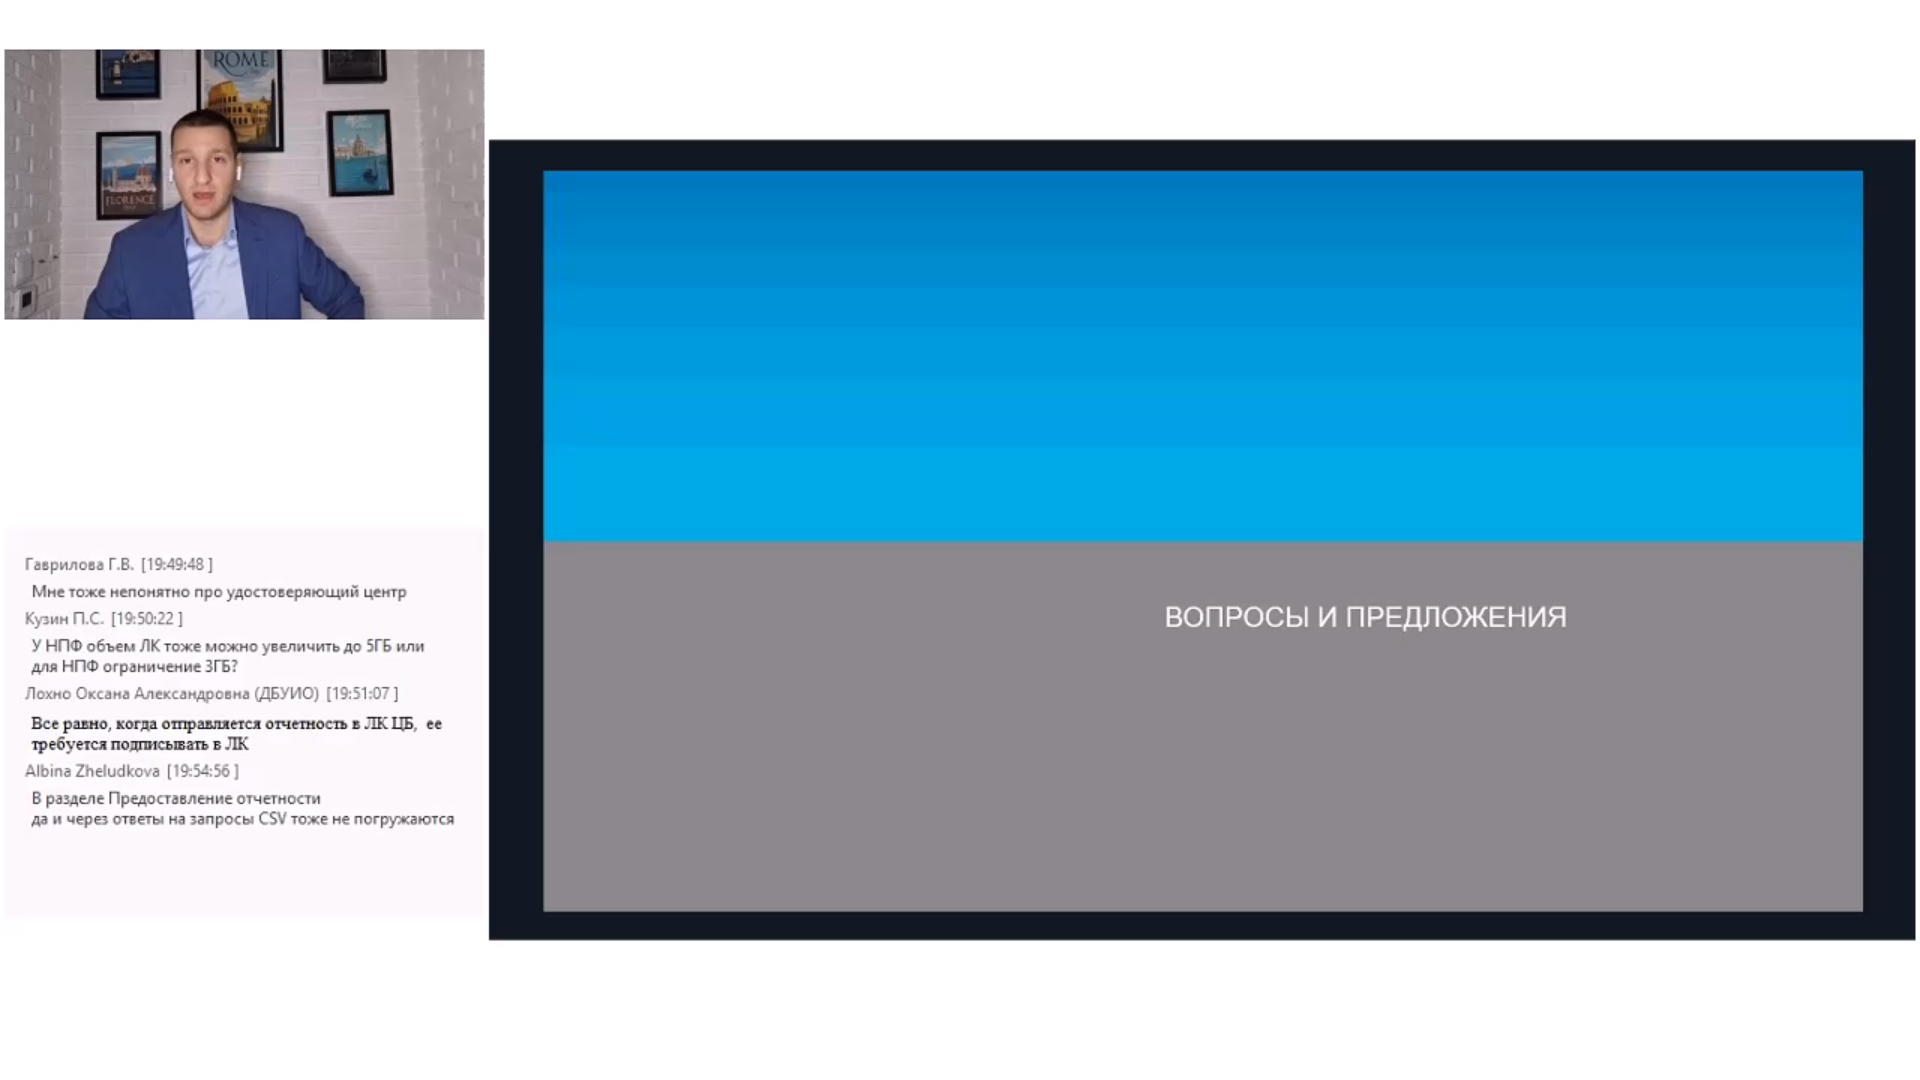 ROME
FLORENCE
Гаврилова Г.В. [19:49:48 ]
Мне тоже непонятно про удостоверяющий центр
Кузин П.С. [19:50:22 ]
У НПФ объем ЛК тоже можно увеличить до 5ГБ или
для НПФ ограничение 3ГБ?
Лохно Оксана Александровна (ДБУИО) [19:51:07 ]
Все равно, когда отправляется отчетность в ЛК ЦБ, ее
требуется подписывать в ЛК
Albina Zheludkova [19:54:56 ]
В разделе Предоставление отчетности
да и через ответы на запросы CSV тоже не погружаются
ВОПРОСЫ И ПРЕДЛОЖЕНИЯ